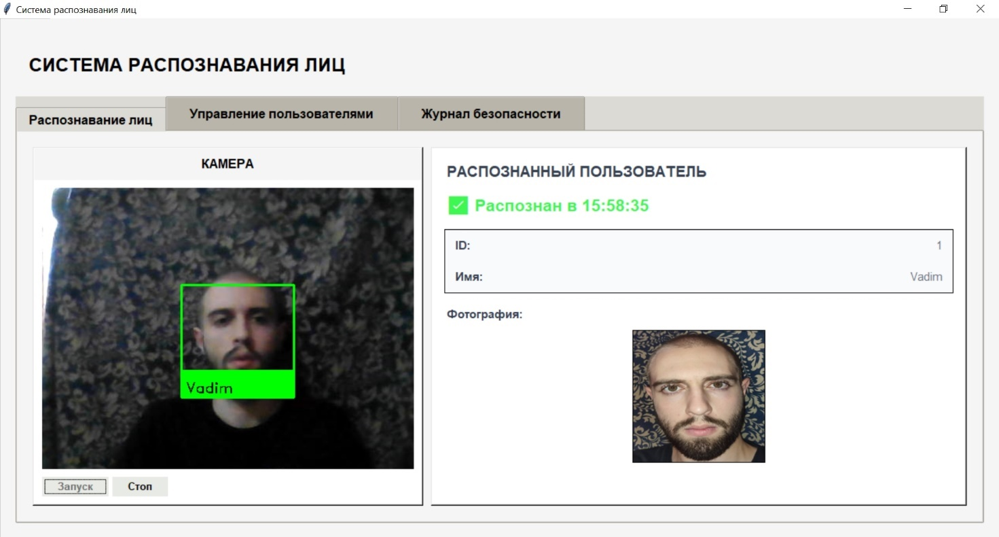 Система распознавания лиц
СИСТЕМА РАСПОЗНАВАНИЯ ЛИЦ
Распознавание лиц
Управление пользователями
Журнал безопасности
КАМЕРА
Vadim
Запуск
Стоп
РАСПОЗНАННЫЙ ПОЛЬЗОВАТЕЛЬ
Распознан в 15:58:35
ID: 1
Имя: Vadim
Фотография: